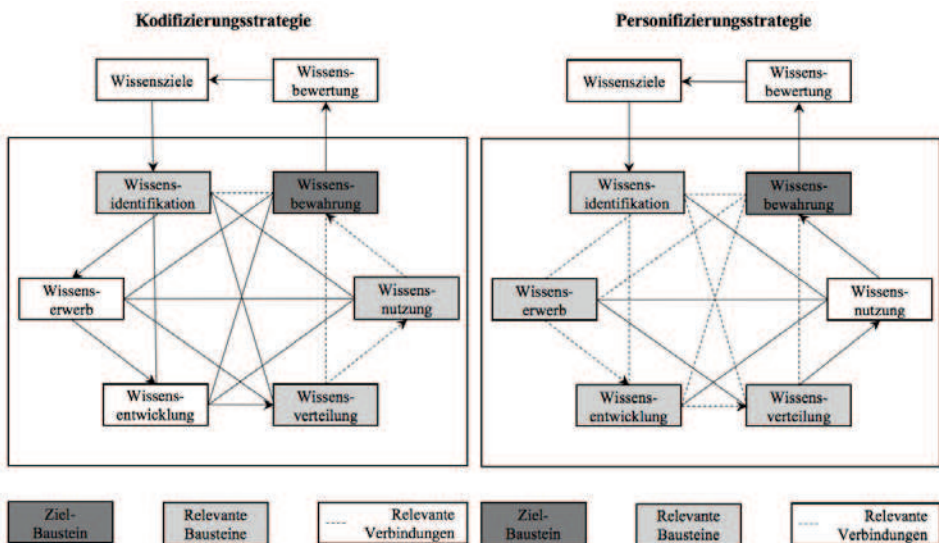 Kodifizierungsstrategie
Wissensziele
Wissens-
bewertung
Wissens-
identifikation
Wissens-
bewahrung
Wissens-
erwerb
Wissens-
nutzung
Wissens-
entwicklung
Wissens-
verteilung
Ziel-
Baustein
Relevante
Bausteine
Relevante
Verbindungen
Personifizierungsstrategie
Wissensziele
Wissens-
bewertung
Wissens-
identifikation
Wissens-
bewahrung
Wissens-
erwerb
Wissens-
nutzung
Wissens-
entwicklung
Wissens-
verteilung
Ziel-
Baustein
Relevante
Bausteine
Relevante
Verbindungen